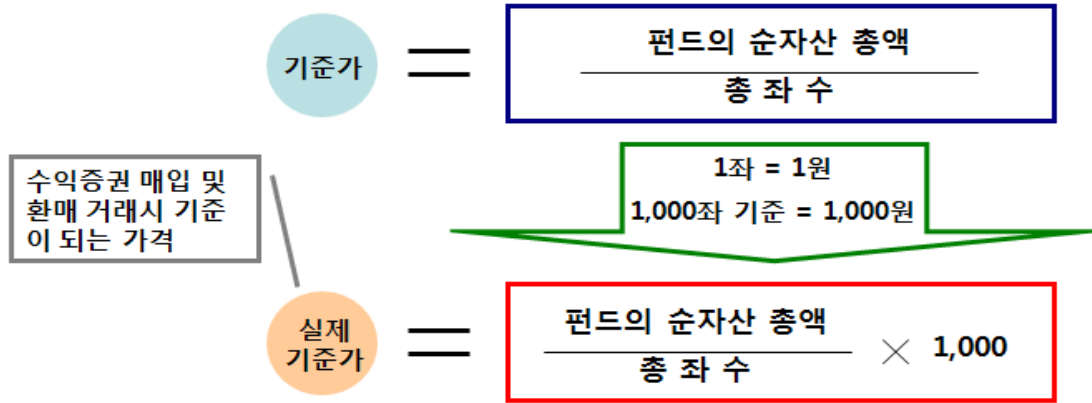 기준가
펀드의 순자산 총액
총 좌 수
1좌 = 1원
1,000좌 기준 = 1,000원
수익증권 매입 및
환매 거래시 기준
이 되는 가격
실제
기준가
펀드의 순자산 총액
총 좌 수
× 1,000